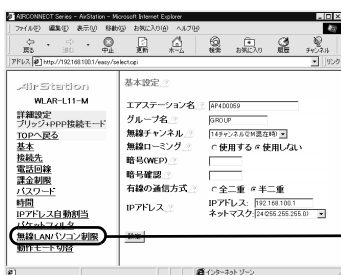 AIRCONNECT Series - AirStation - Microsoft Internet Explorer
ファイル(F) 編集(E) 表示(V) 移動(G) お気に入り(A) ヘルプ(H)
戻る 進む 中止 更新 ホーム 検索 お気に入り 履歴 チャンネル
アドレス http://192.168.100.1/easy/select.cgi リンク
AirStation
WLAR-L11-M
詳細設定
ブリッジ+PPP接続モード
TOPへ戻る
基本
接続先
電話回線
課金制限
パスワード
時間
IPアドレス自動割当
パケットフィルタ
無線LANパソコン制限
動作モード切替
基本設定 ?
エアステーション名 ? AP400059
グループ名 ? GROUP
無線チャンネル ? 14チャンネル(2M混在時)
無線ローミング ? 使用する 使用しない
暗号(WEP) ?
暗号確認 ?
有線の通信方式 ? 全二重 半二重
IPアドレス ? IPアドレス: 192.168.100.1
ネットマスク: 24(255.255.255.0)
設定
インターネット ゾーン